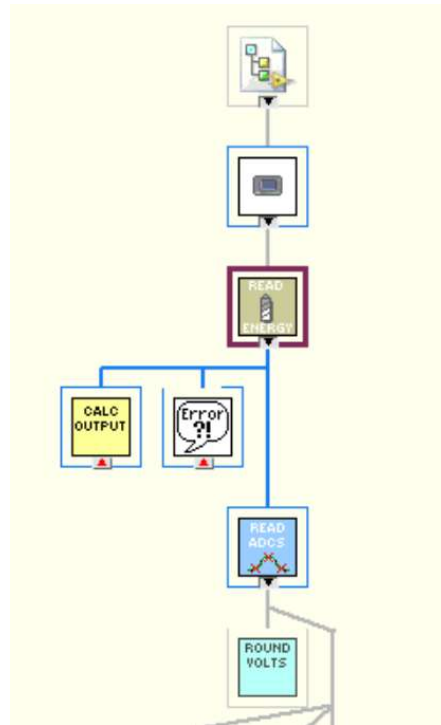 READ
ENERGY
CALC
OUTPUT
Error
?!
READ
ADCS
ROUND
VOLTS